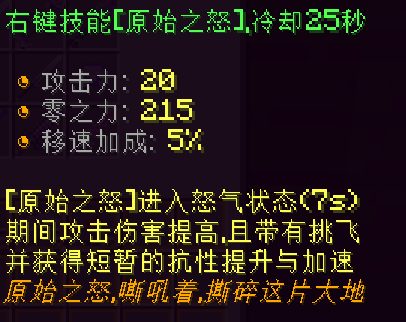 右键技能[原始之怒],冷却25秒
攻击力: 20
零之力: 215
移速加成: 5%
[原始之怒]进入怒气状态(7s)
期间攻击伤害提高,且带有挑飞
并获得短暂的抗性提升与加速
原始之怒,嘶吼着,撕碎这片大地